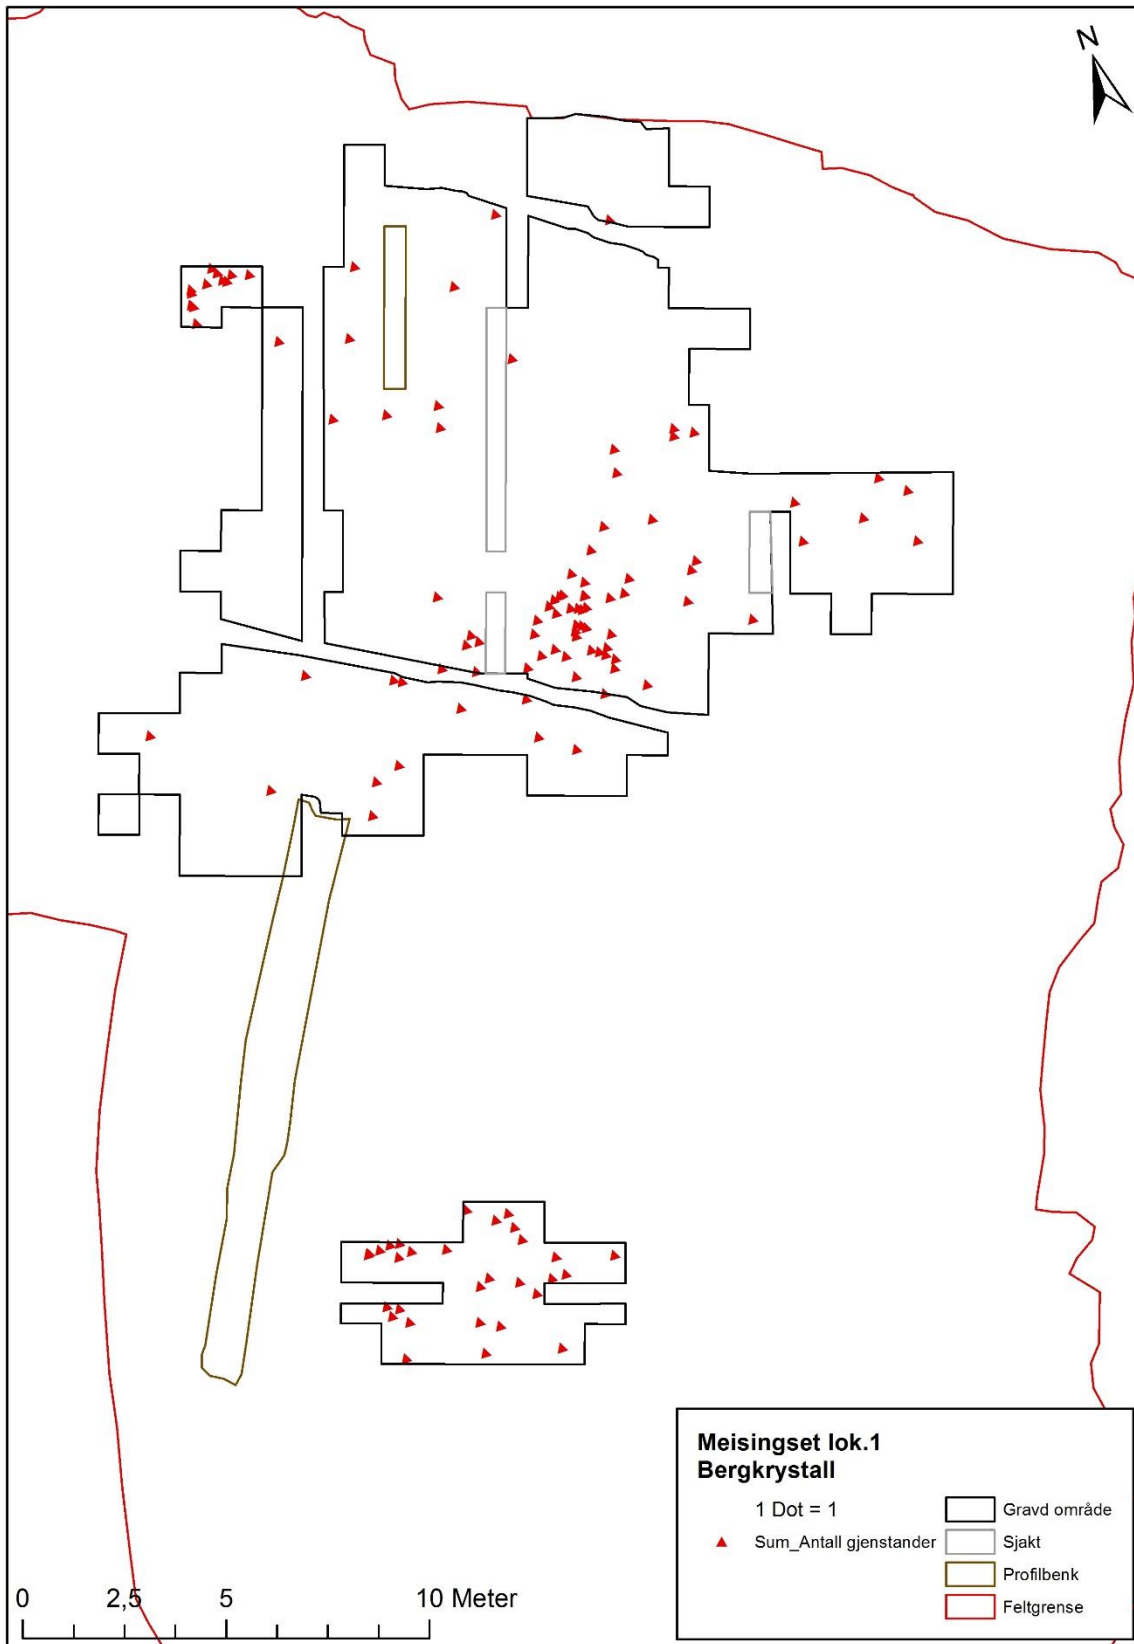 N
0 2,5 5 10 Meter
Meisingset lok.1
Bergkrystall
1 Dot = 1
Sum_Antall gjenstander
Gravd område
Sjakt
Profilbenk
Feltgrense